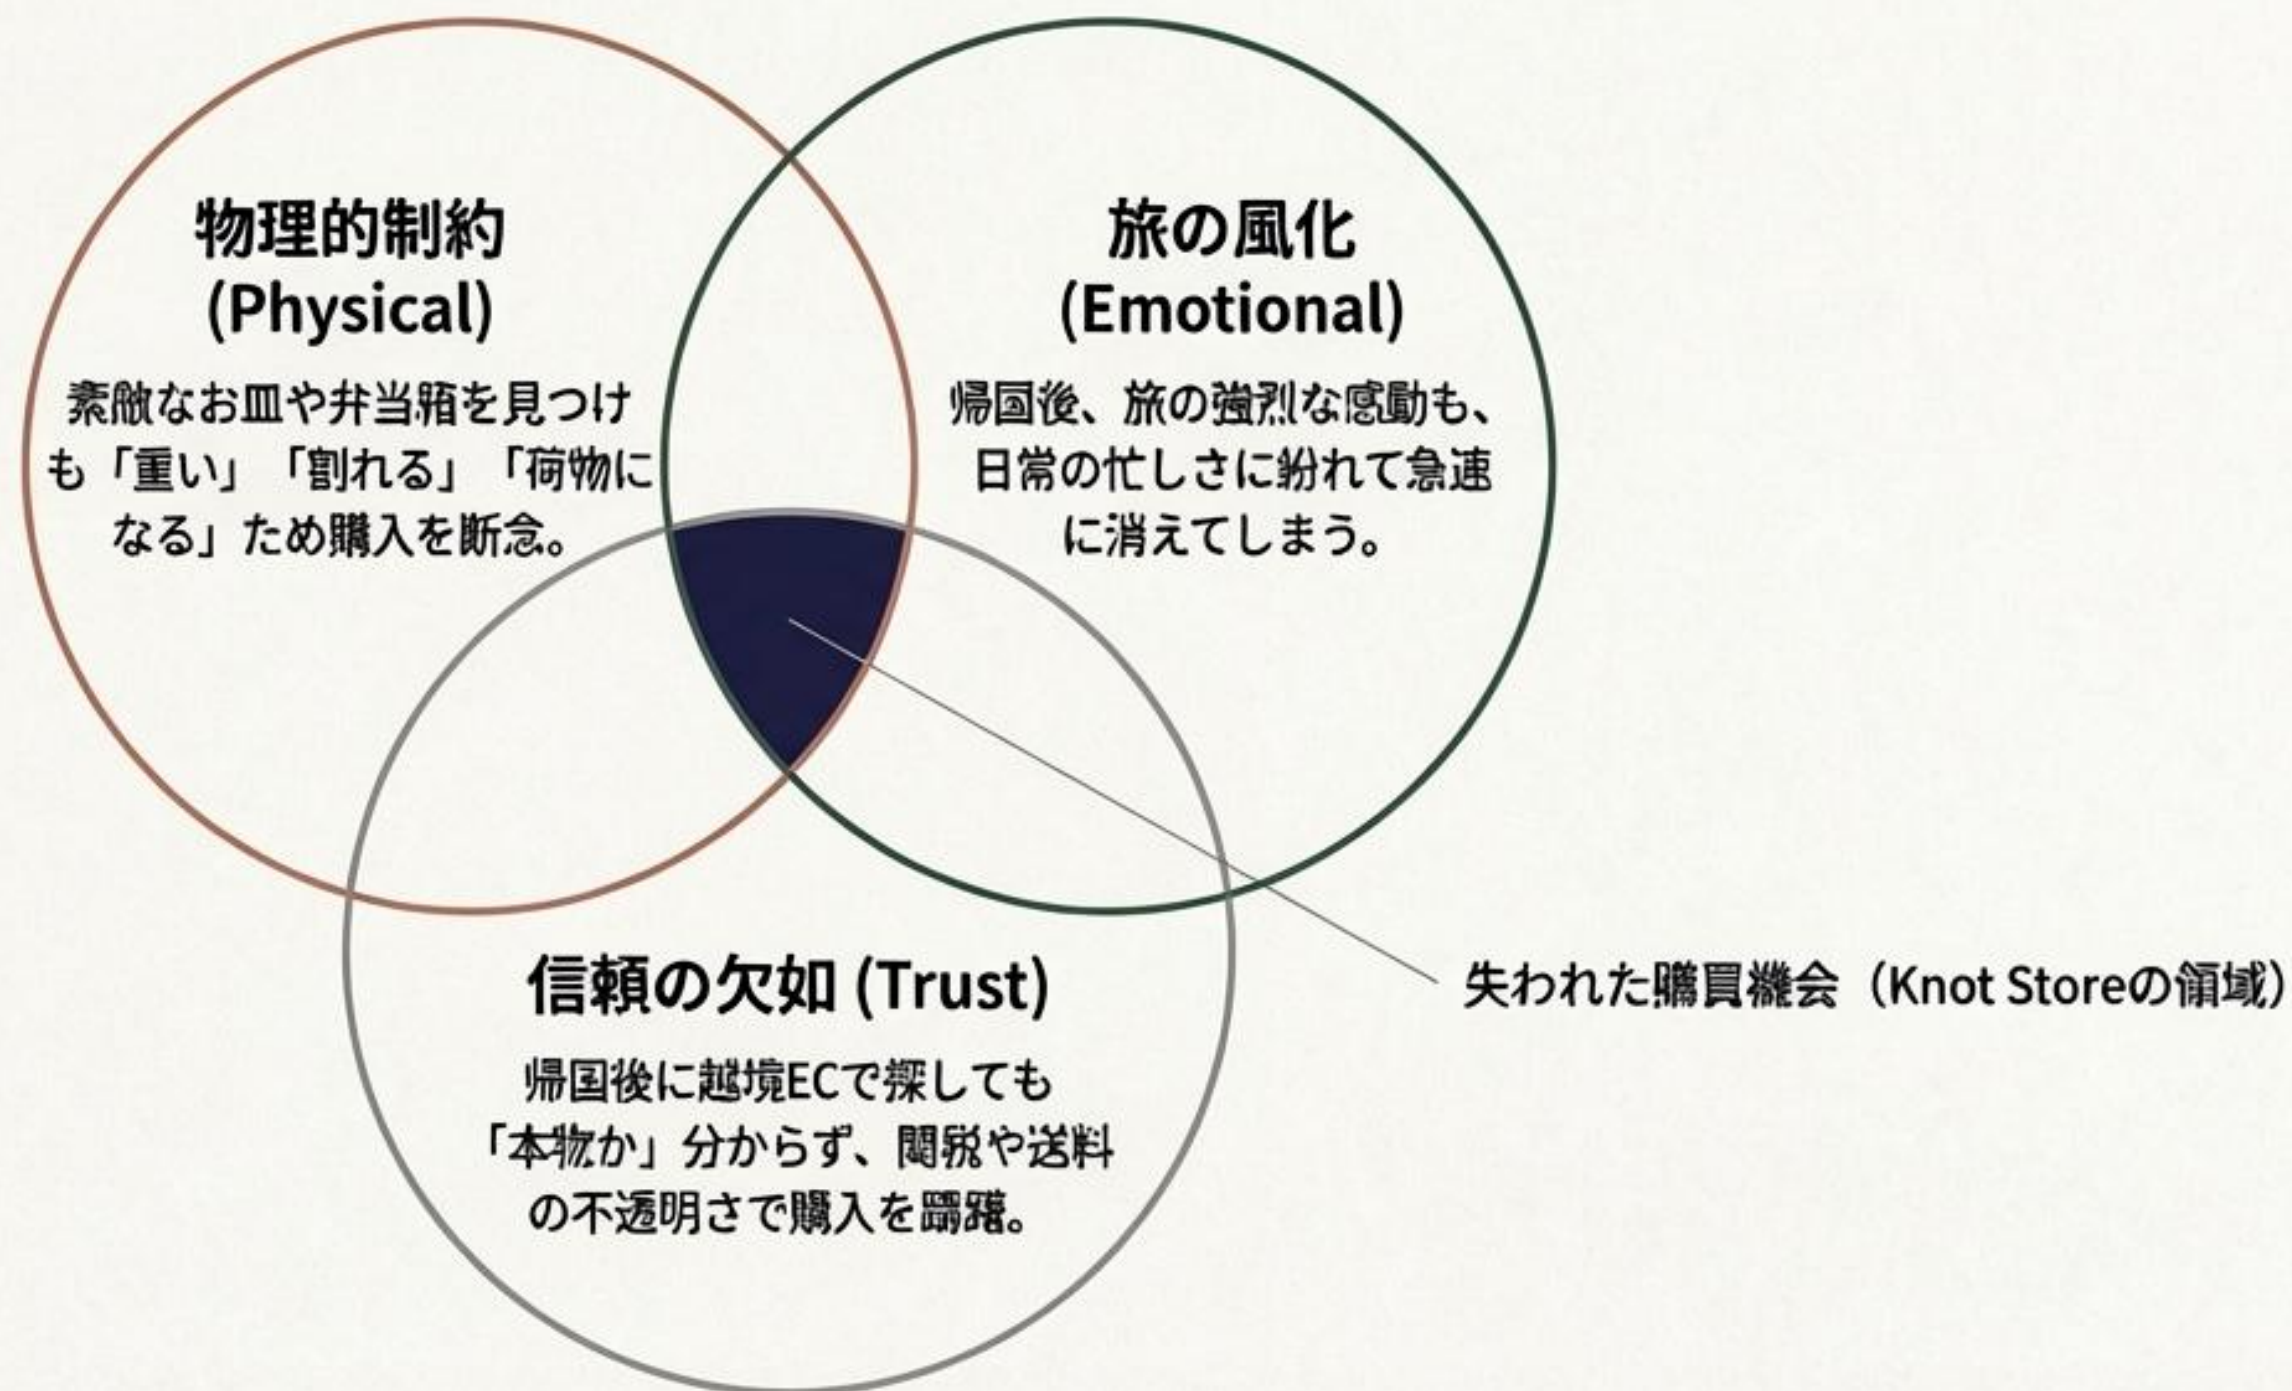 物理的制約
(Physical)
素敵なお皿や弁当箱を見つけ
も「重い」「割れる」「荷物に
なる」ため購入を断念。
旅の風化
(Emotional)
帰国後、旅の強烈な感動も、
日常の忙しさに紛れて急速
に消えてしまう。
信頼の欠如 (Trust)
帰国後に越境ECで探しても
「本物か」分からず、関税や送料
の不透明さで購入を
失われた購買機会（Knot Storeの領域）